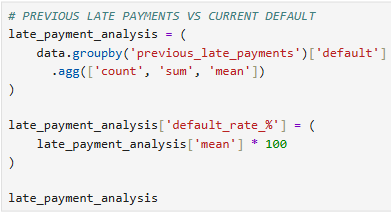 # PREVIOUS LATE PAYMENTS VS CURRENT DEFAULT
late_payment_analysis = (
    data.groupby('previous_late_payments')['default']
      .agg(['count', 'sum', 'mean'])
)

late_payment_analysis['default_rate_%'] = (
    late_payment_analysis['mean'] * 100
)

late_payment_analysis